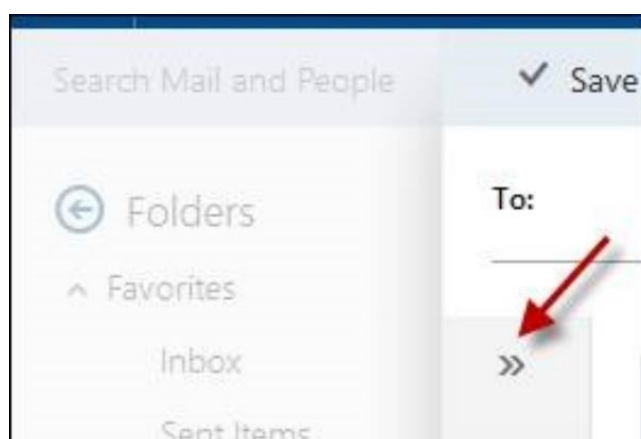 Search Mail and People
✓ Save
Folders
To:
Favorites
Inbox
»
Sent Items